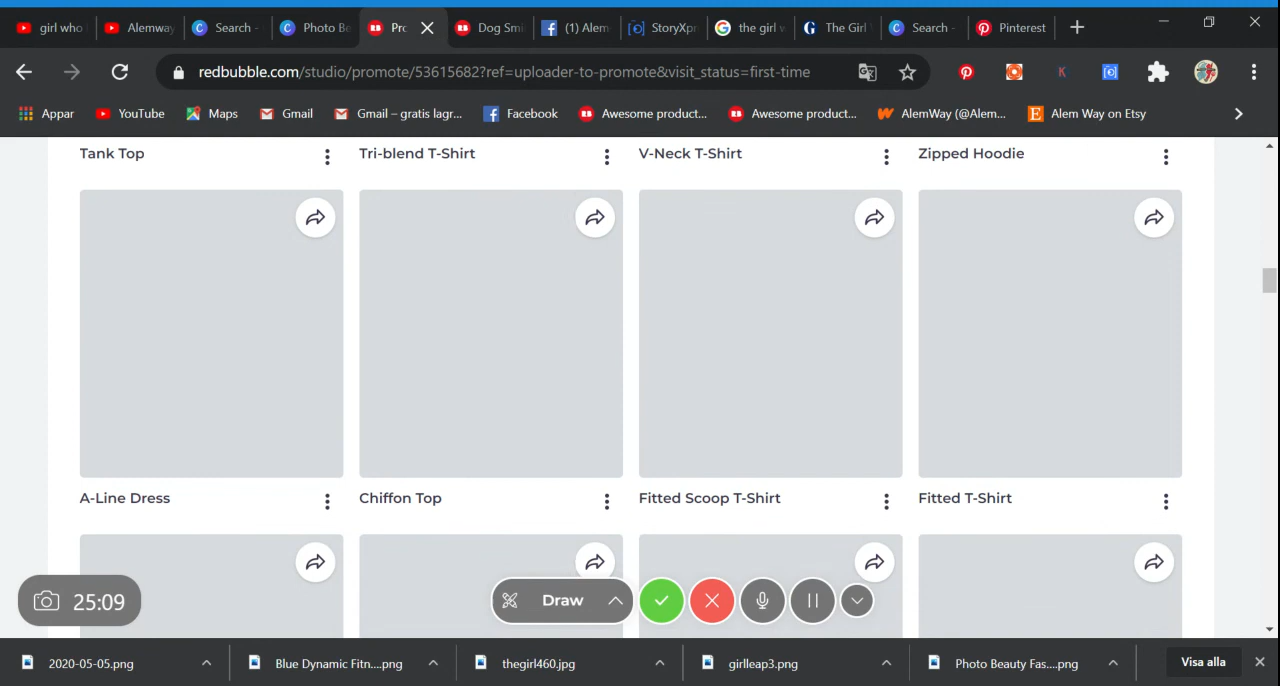 girl who
Alemway
Search -
Photo Be
Pro
Dog Smi
(1) Alem
StoryXpr
the girl w
The Girl
Search -
Pinterest
redbubble.com/studio/promote/53615682?ref=uploader-to-promote&visit_status=first-time
Appar
YouTube
Maps
Gmail
Gmail – gratis lagr...
Facebook
Awesome product...
Awesome product...
AlemWay (@Alem...
Alem Way on Etsy
Tank Top
Tri-blend T-Shirt
V-Neck T-Shirt
Zipped Hoodie
A-Line Dress
Chiffon Top
Fitted Scoop T-Shirt
Fitted T-Shirt
25:09
Draw
2020-05-05.png
Blue Dynamic Fitn....png
thegirl460.jpg
girlleap3.png
Photo Beauty Fas....png
Visa alla